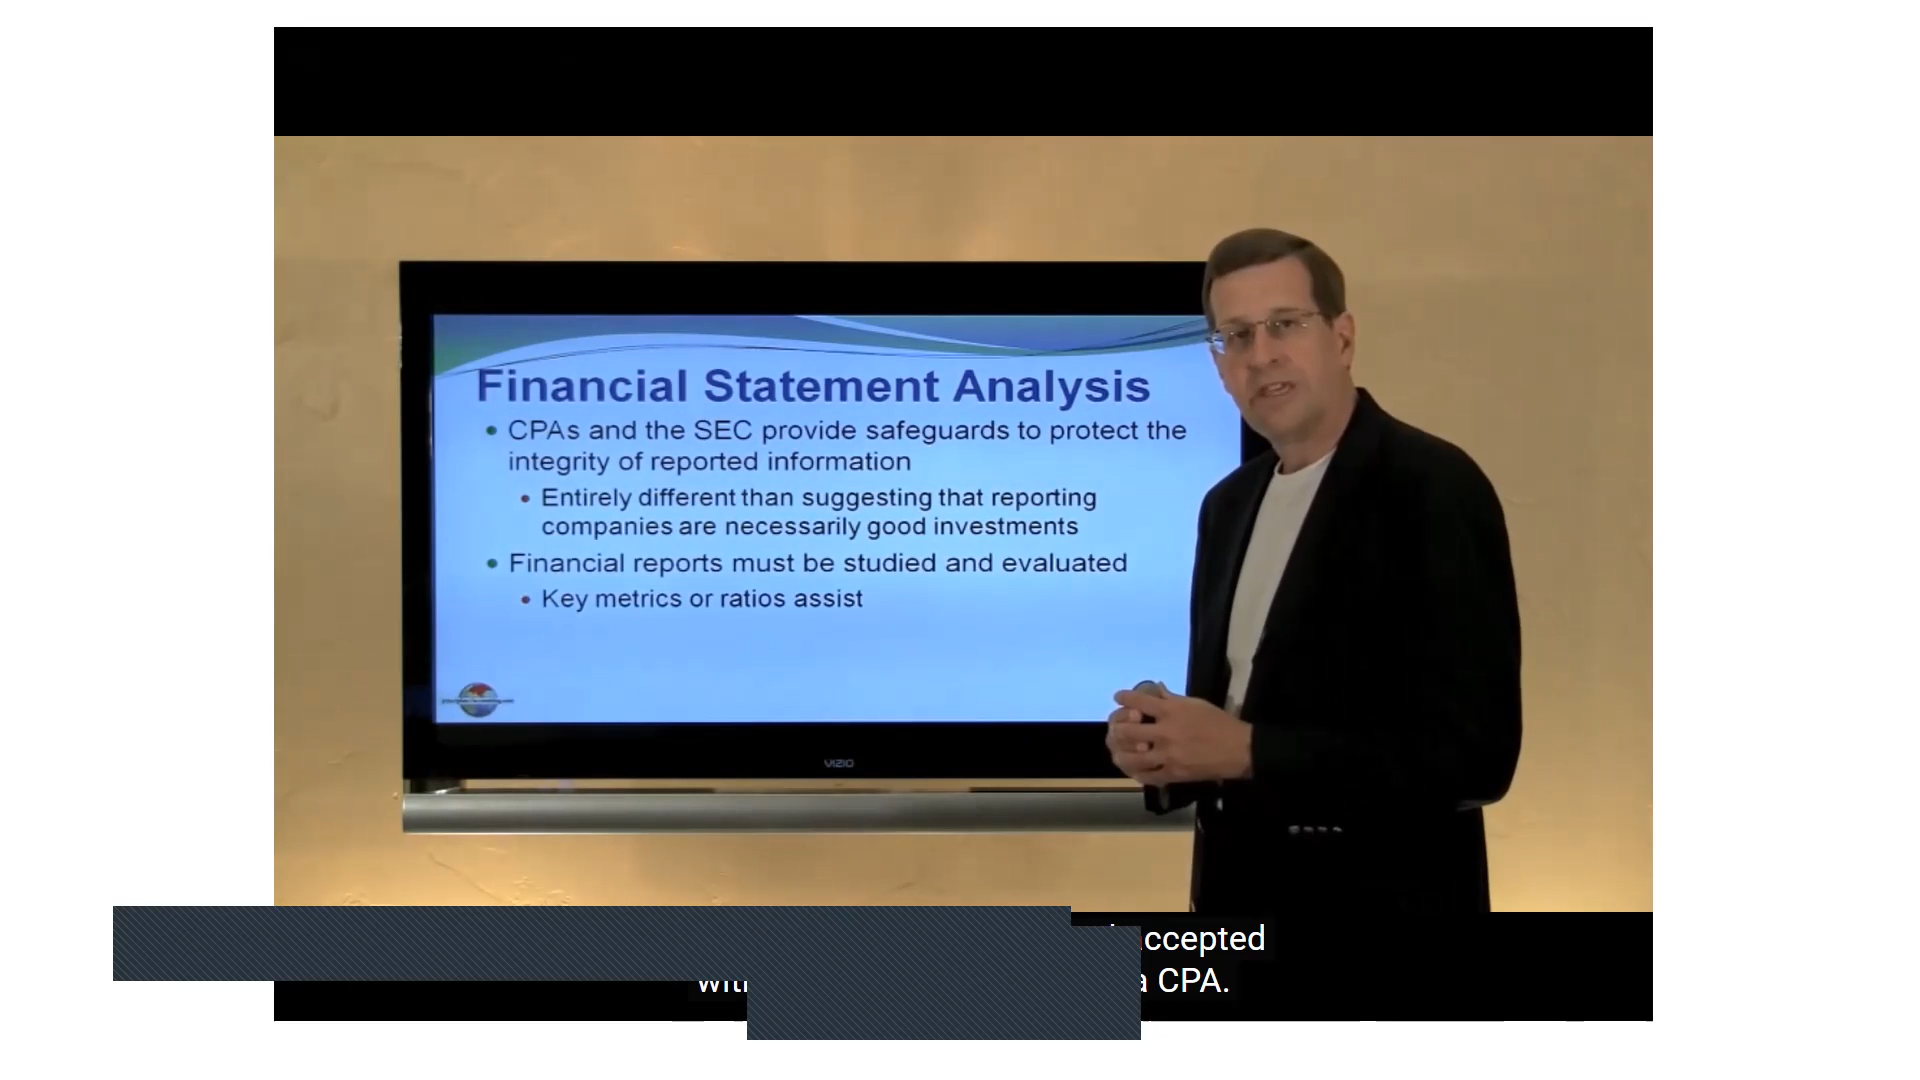 Financial Statement Analysis
CPAs and the SEC provide safeguards to protect the
integrity of reported information
Entirely different than suggesting that reporting
companies are necessarily good investments
Financial reports must be studied and evaluated
Key metrics or ratios assist
VIZIO
a CPA.